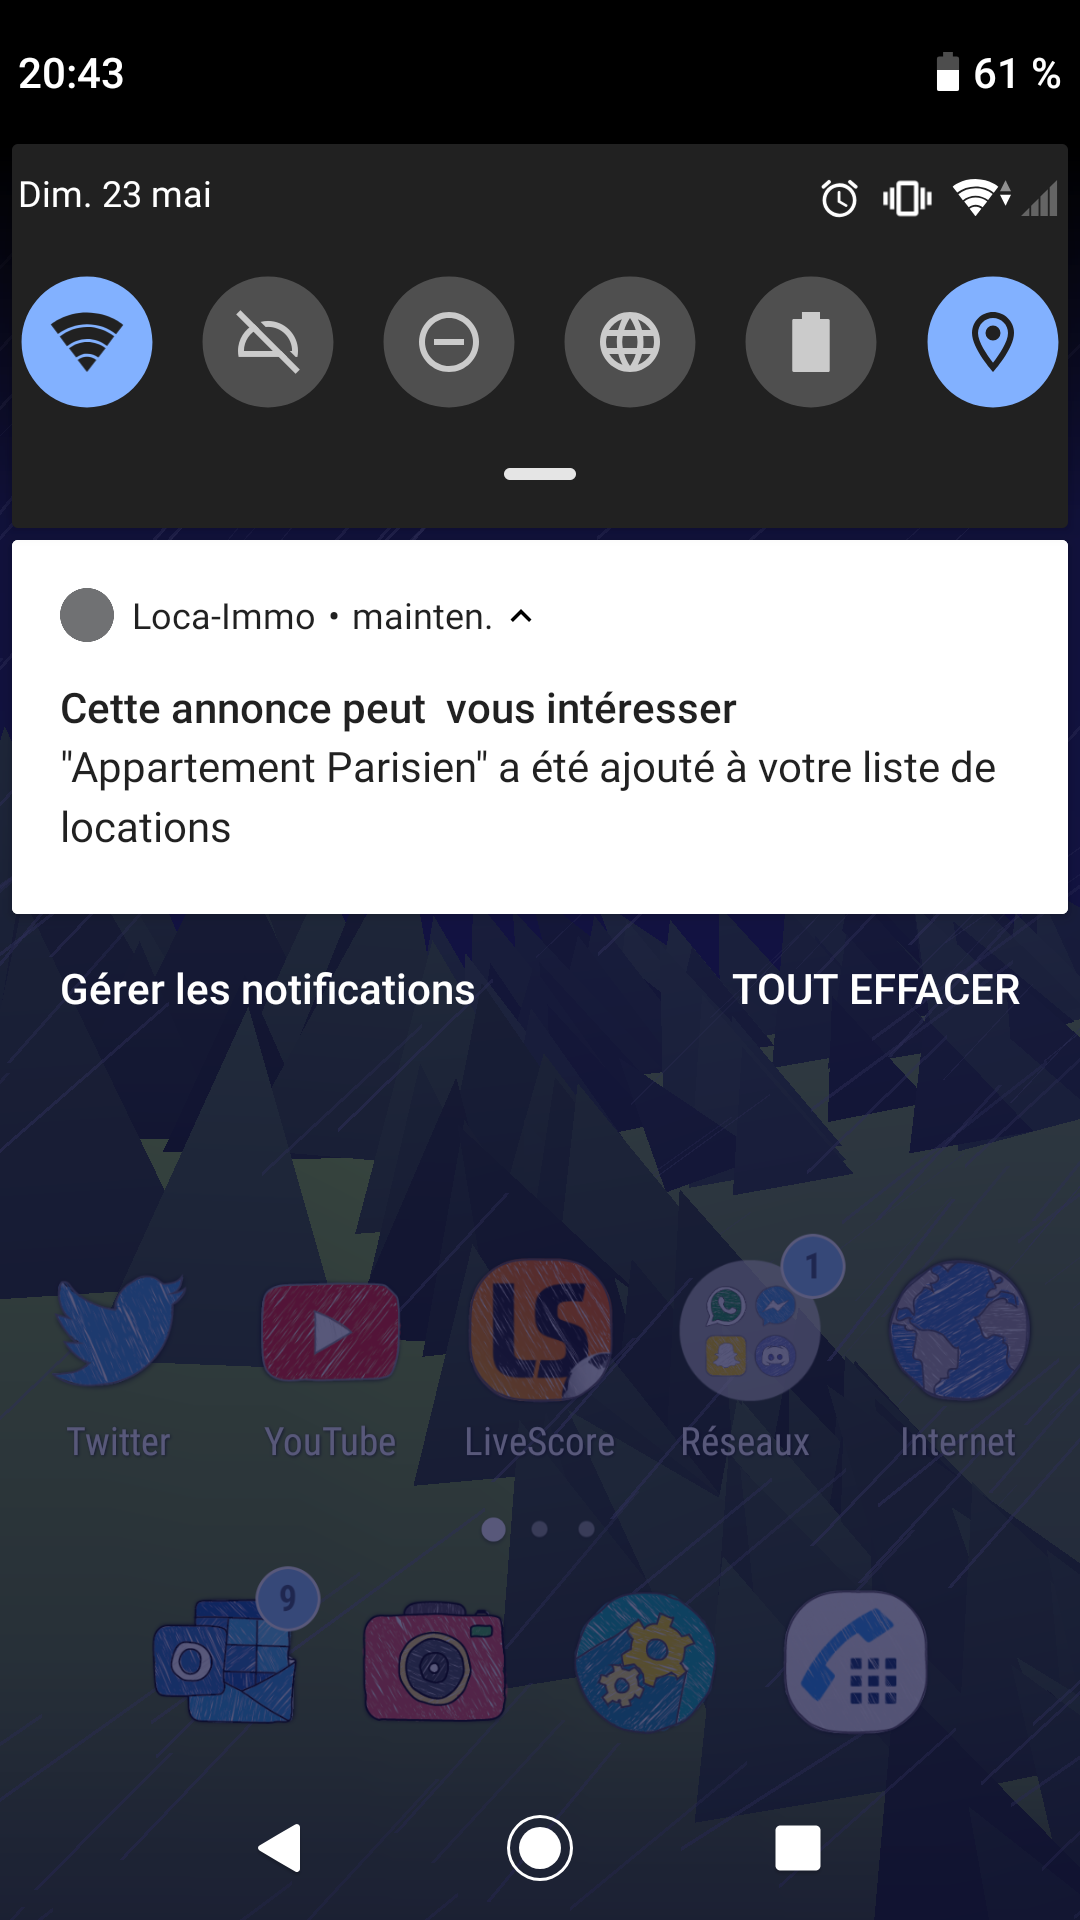 20:43
61 %
Dim. 23 mai
Loca-Immo • mainten.
Cette annonce peut  vous intéresser
"Appartement Parisien" a été ajouté à votre liste de
locations
Gérer les notifications
TOUT EFFACER
1
LS
Twitter
YouTube
LiveScore
Réseaux
Internet
9